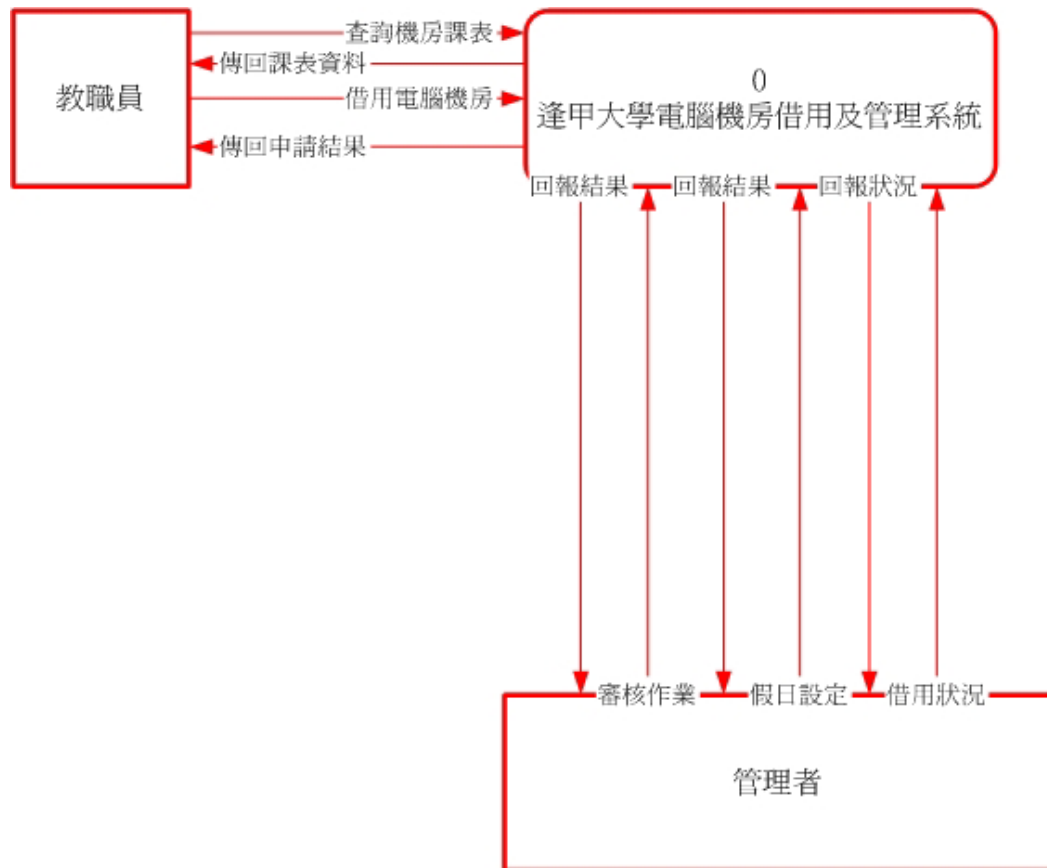 查詢機房課表
傳回課表資料
教職員
借用電腦機房
傳回申請結果
0
逢甲大學電腦機房借用及管理系統
回報結果
回報結果
回報狀況
審核作業
假日設定
借用狀況
管理者